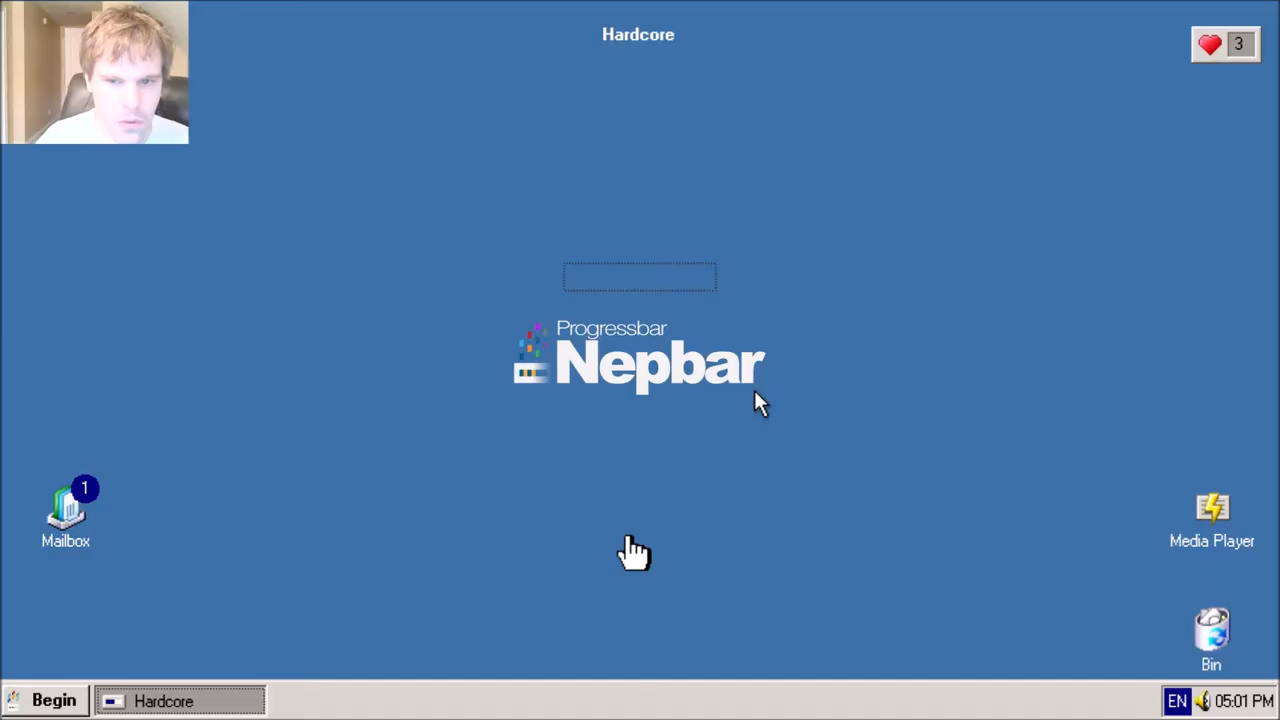 Hardcore
3
Progressbar
Nepbar
1
Mailbox
Media Player
Bin
Begin
Hardcore
EN
05:01 PM